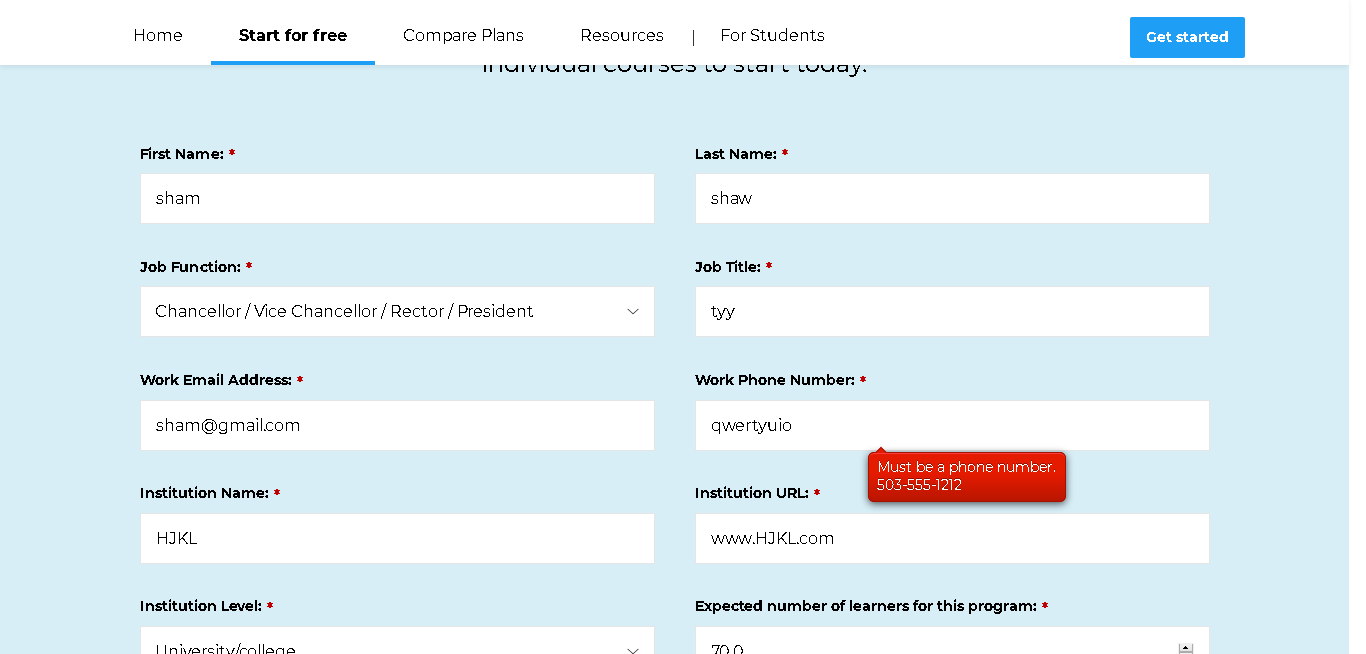 Home Start for free Compare Plans Resources | For Students Get started
individual courses to start today.
First Name: * Last Name: *
sham shaw
Job Function: * Job Title: *
Chancellor / Vice Chancellor / Rector / President tyy
Work Email Address: * Work Phone Number: *
sham@gmail.com qwertyuio
Must be a phone number.
503-555-1212
Institution Name: * Institution URL: *
HJKL www.HJKL.com
Institution Level: * Expected number of learners for this program: *
University/college 70.0